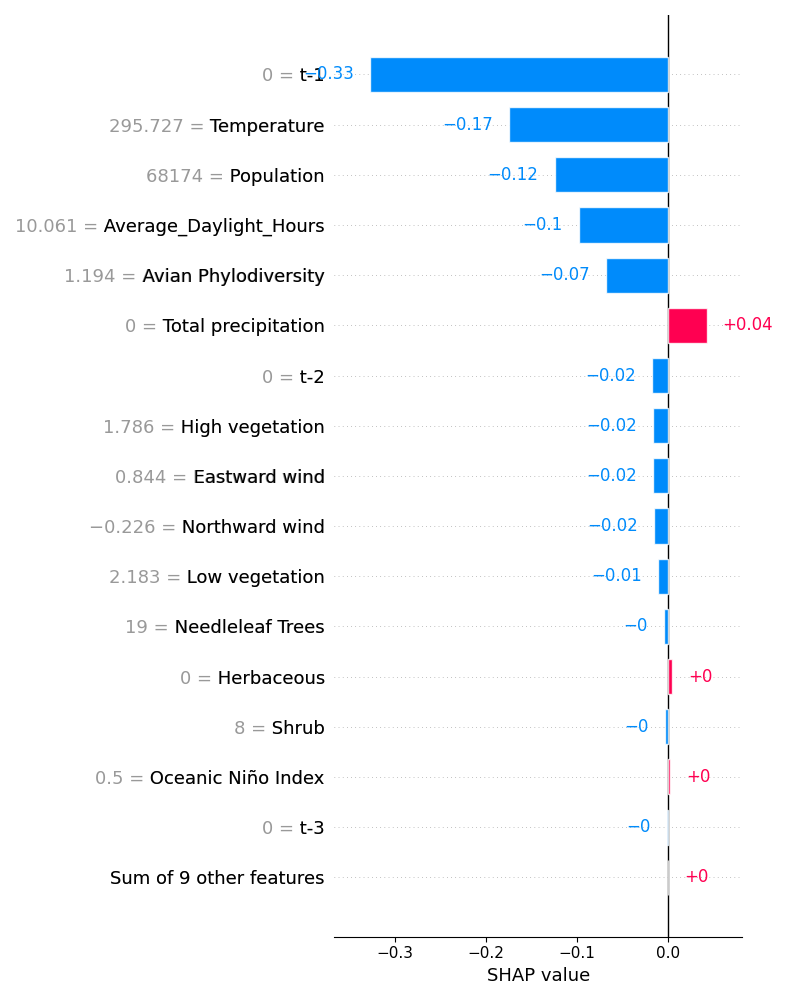 0 = t-1 −0.33
295.727 = Temperature −0.17
68174 = Population −0.12
10.061 = Average_Daylight_Hours −0.1
1.194 = Avian Phylodiversity −0.07
0 = Total precipitation +0.04
0 = t-2 −0.02
1.786 = High vegetation −0.02
0.844 = Eastward wind −0.02
−0.226 = Northward wind −0.02
2.183 = Low vegetation −0.01
19 = Needleleaf Trees −0
0 = Herbaceous +0
8 = Shrub −0
0.5 = Oceanic Niño Index +0
0 = t-3 −0
Sum of 9 other features +0
−0.3 −0.2 −0.1 0.0
SHAP value